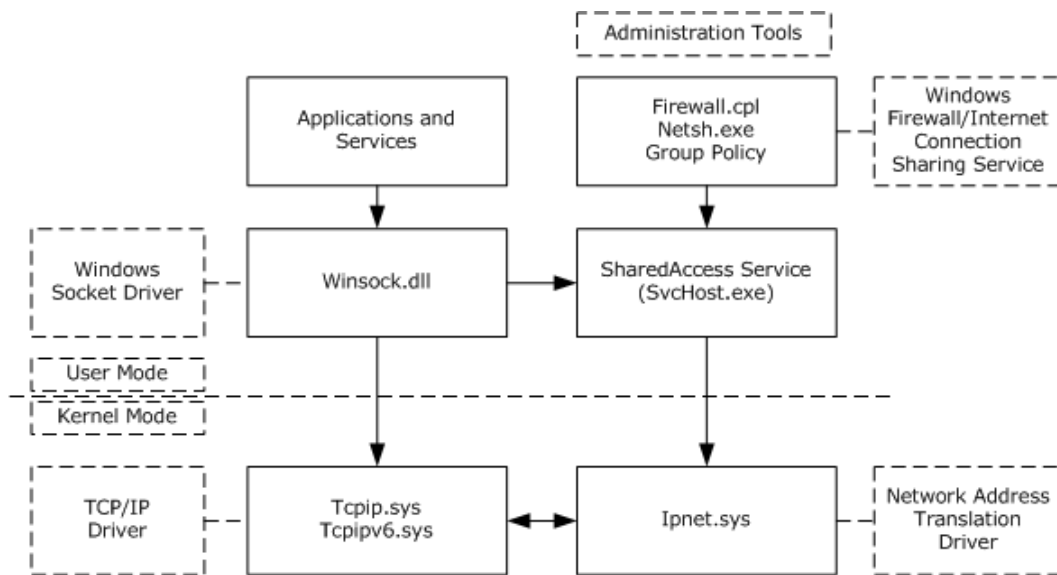 Administration Tools
Applications and
Services
Firewall.cpl
Netsh.exe
Group Policy
Windows
Firewall/Internet
Connection
Sharing Service
Windows
Socket Driver
Winsock.dll
SharedAccess Service
(SvcHost.exe)
User Mode
Kernel Mode
TCP/IP
Driver
Tcpip.sys
Tcpipv6.sys
Ipnet.sys
Network Address
Translation
Driver